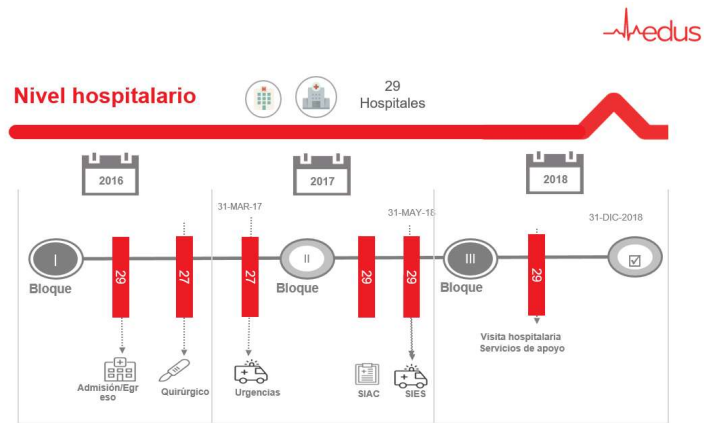 edus
Nivel hospitalario
29
Hospitales
2016
2017
2018
31-MAR-17
31-MAY-18
31-DIC-2018
I
Bloque
29
27
27
II
Bloque
29
29
III
Bloque
29
Admisión/Egr
eso
Quirúrgico
Urgencias
SIAC
SIES
Visita hospitalaria
Servicios de apoyo